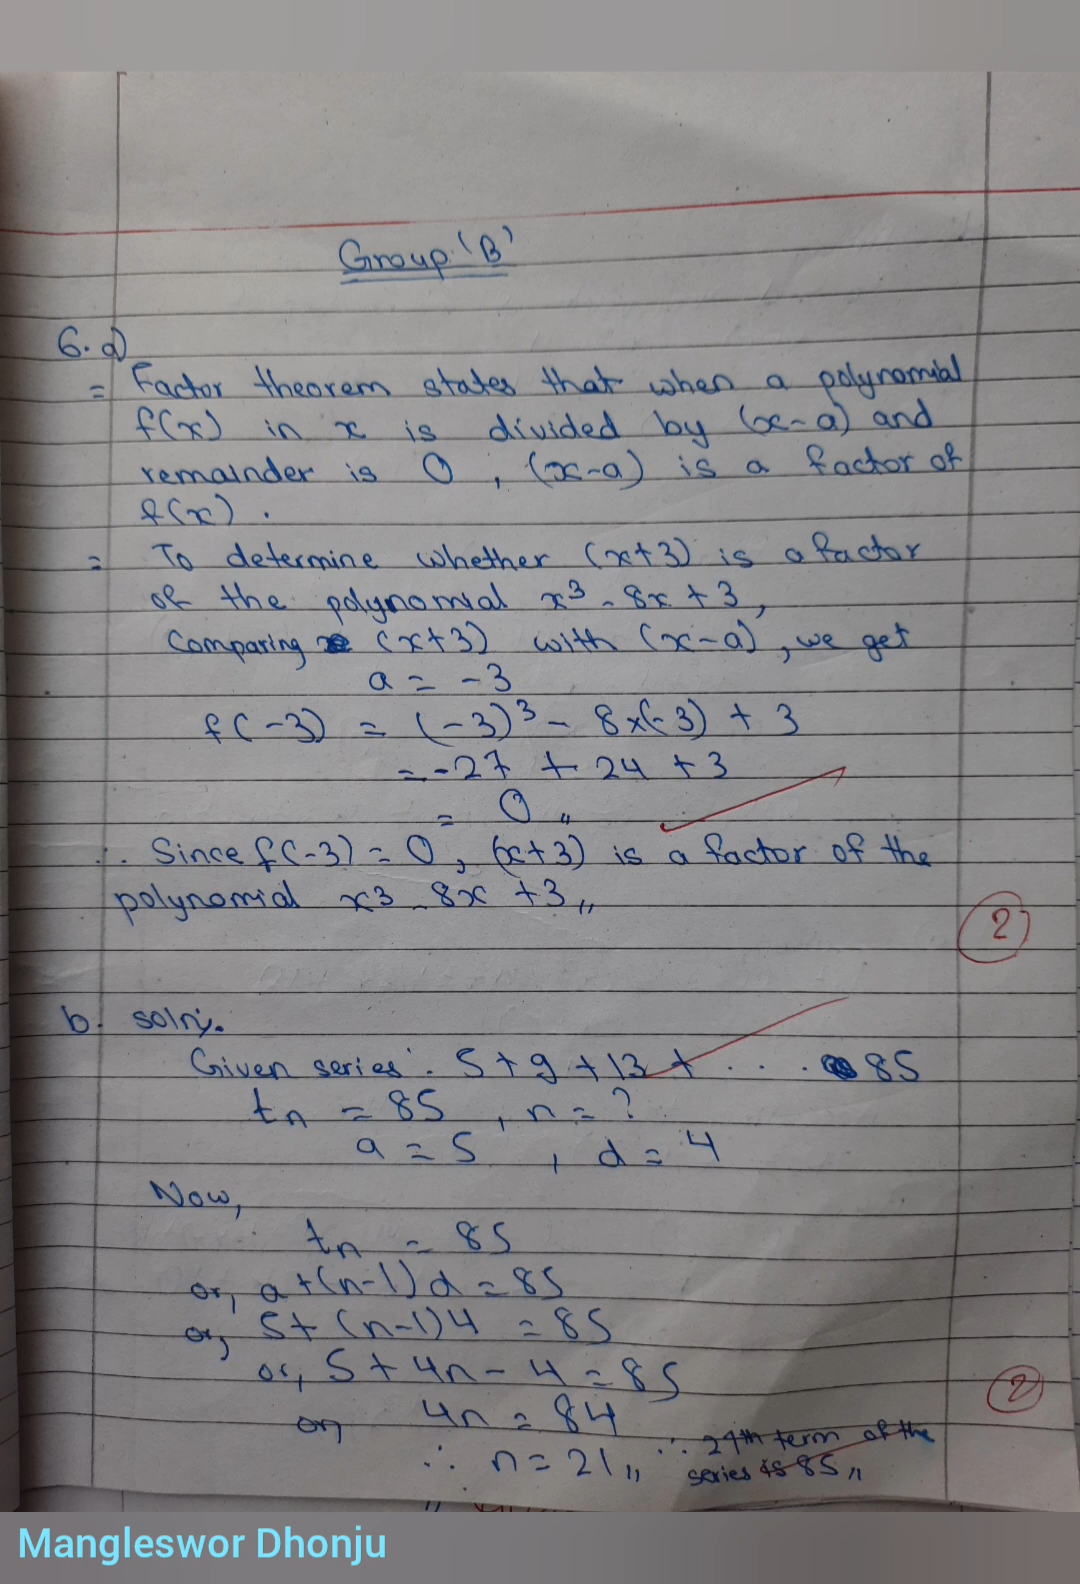 Group 'B'
6. a)
= Factor theorem states that when a polynomial
f(x) in x is divided by (x-a) and
remainder is 0, (x-a) is a factor of
f(x).
= To determine whether (x+3) is a factor
of the polynomial x³ - 8x + 3,
Comparing (x+3) with (x-a), we get
a = -3
f(-3) = (-3)³ - 8x(-3) + 3
= -27 + 24 + 3
= 0 "
∴ Since f(-3) = 0, (x+3) is a factor of the
polynomial x3 - 8x + 3 "
2
b. soln:
Given series: 5 + 9 + 13 + .... 85
tn = 85, n = ?
a = 5, d = 4
Now,
tn = 85
or, a + (n-1) d = 85
or, 5 + (n-1)4 = 85
or, 5 + 4n - 4 = 85
2
or, 4n = 84
∴ n = 21 " ∴ 21th term of the
series is 85 "
Mangleswor Dhonju